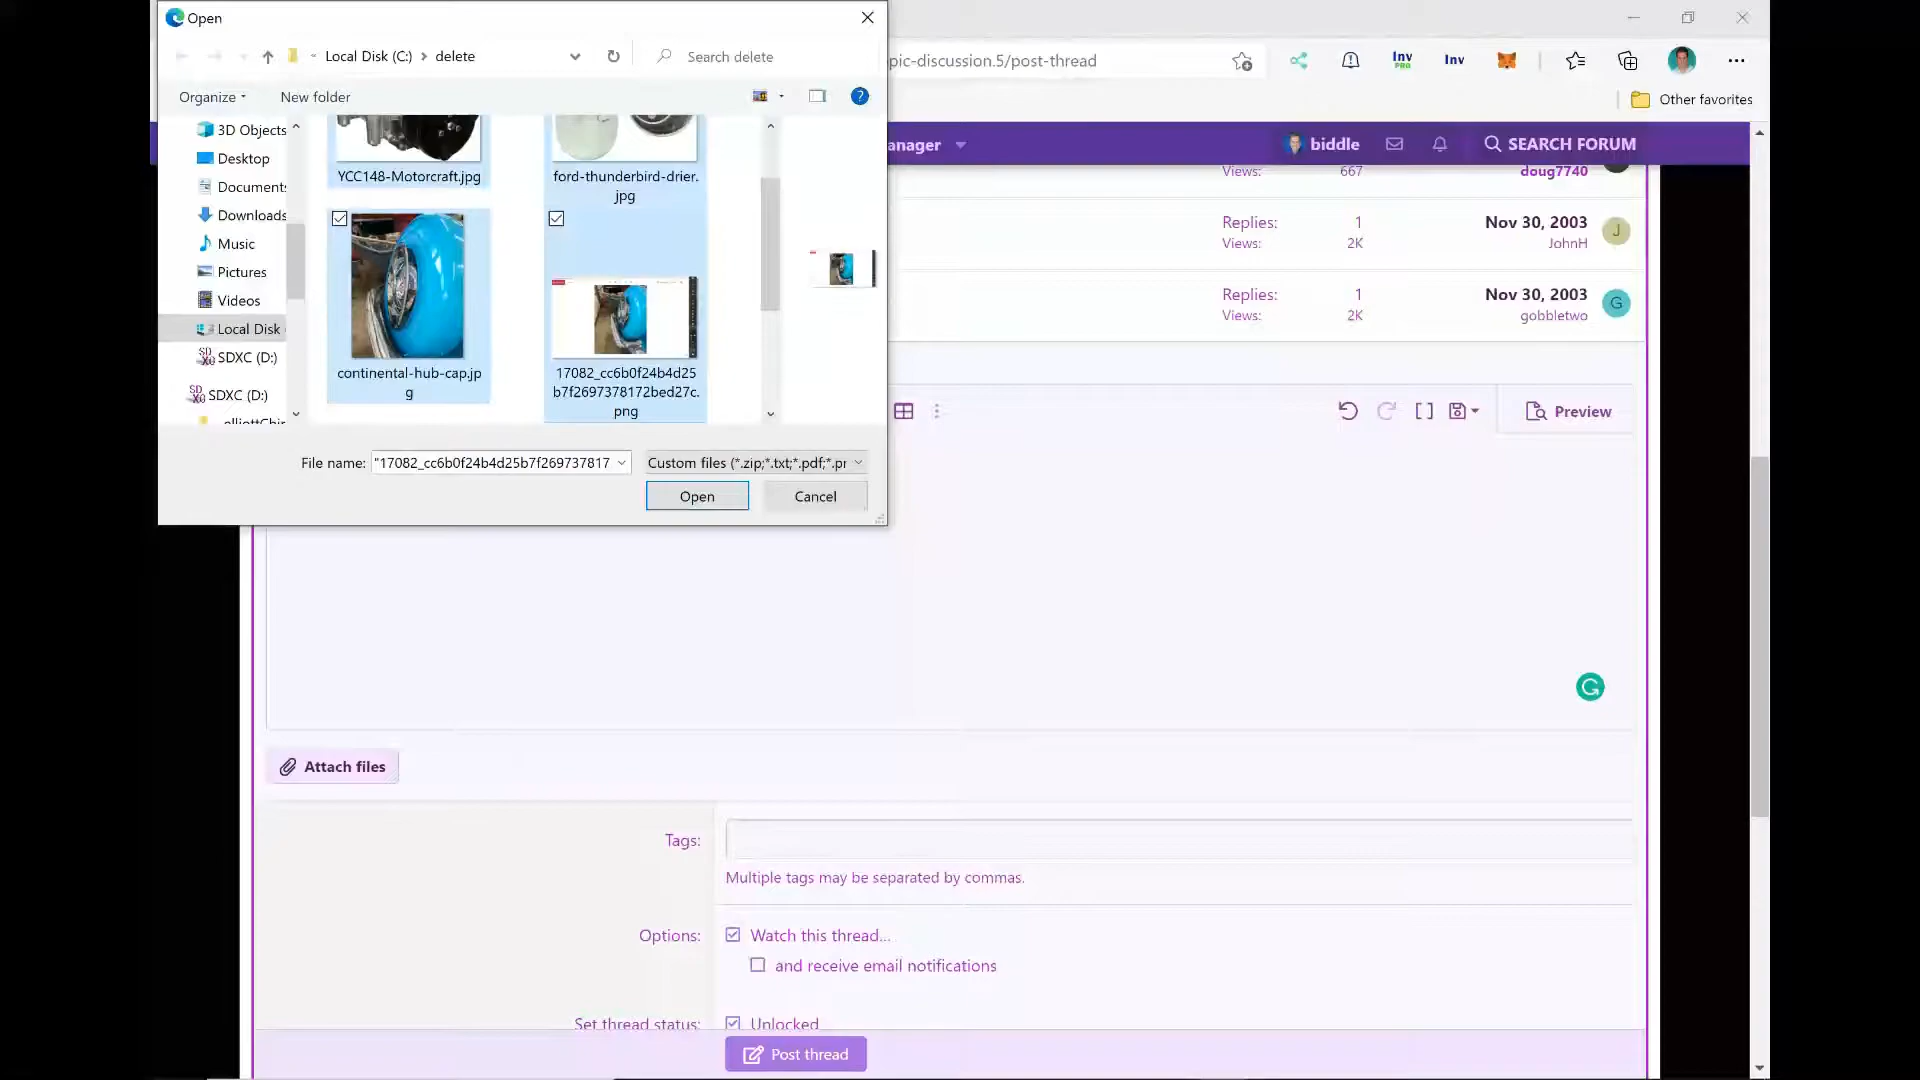 Open
Local Disk (C:) › delete
Search delete
pic-discussion.5/post-thread
Inv
PRO
Inv
Organize
New folder
Other favorites
3D Objects
Desktop
Documents
Downloads
Music
Pictures
Videos
Local Disk
SDXC (D:)
SDXC (D:)
YCC148-Motorcraft.jpg
ford-thunderbird-drier.
jpg
continental-hub-cap.jp
g
17082_cc6b0f24b4d25
b7f2697378172bed27c.
png
anager
biddle
SEARCH FORUM
Views: 667
doug7740
Replies: 1
Views: 2K
Nov 30, 2003
JohnH
J
Replies: 1
Views: 2K
Nov 30, 2003
gobbletwo
G
File name: "17082_cc6b0f24b4d25b7f269737817
Custom files (*.zip;*.txt;*.pdf;*.pr
Open
Cancel
Preview
Attach files
Tags:
Multiple tags may be separated by commas.
Options:
Watch this thread...
and receive email notifications
Set thread status:
Unlocked
Post thread